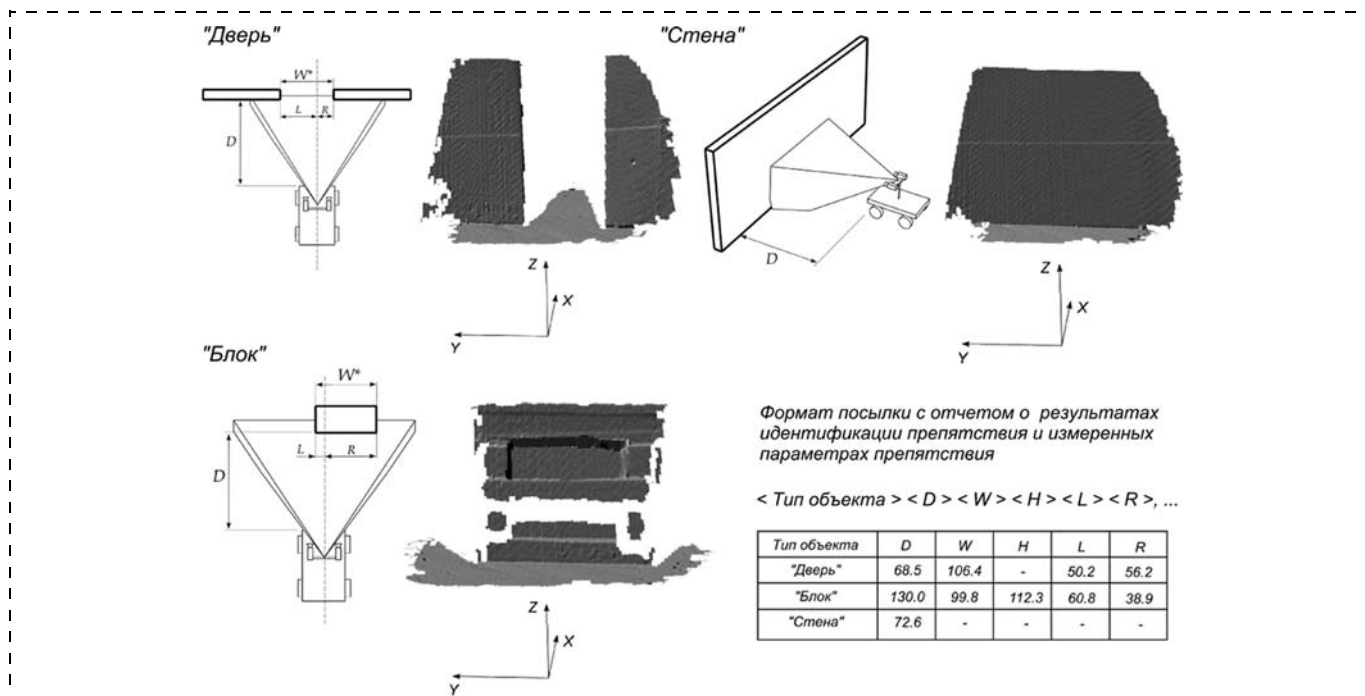 "Дверь"
W*
L
R
D
Z
X
Y
"Стена"
D
Z
X
Y
"Блок"
W*
L
R
D
Z
X
Y
Формат посылки с отчетом о результатах
идентификации препятствия и измеренных
параметрах препятствия
< Тип объекта > < D > < W > < H > < L > < R >, ...
Тип объекта D W H L R
"Дверь" 68.5 106.4 - 50.2 56.2
"Блок" 130.0 99.8 112.3 60.8 38.9
"Стена" 72.6 - - - -